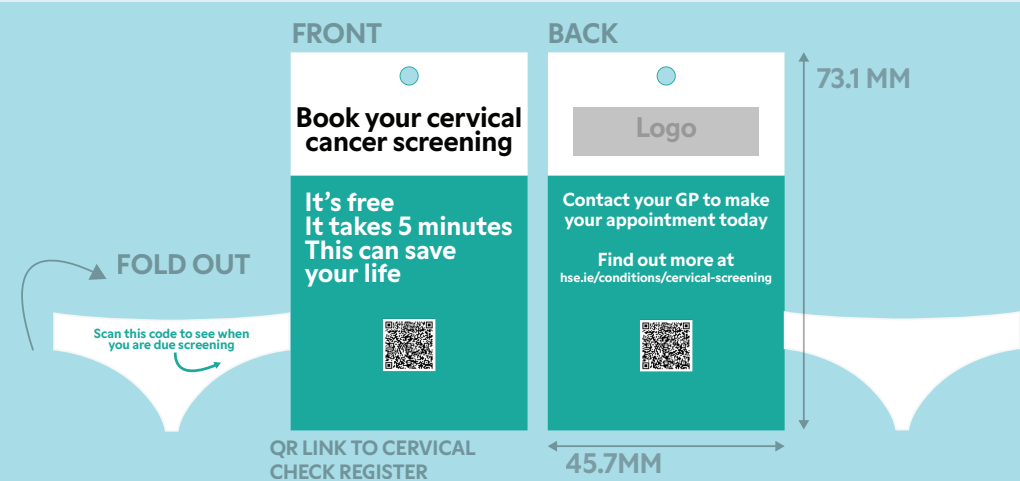 FRONT
BACK
73.1 MM
Book your cervical
cancer screening
Logo
It’s free
It takes 5 minutes
This can save
your life
Contact your GP to make
your appointment today
Find out more at
hse.ie/conditions/cervical-screening
FOLD OUT
Scan this code to see when
you are due screening
QR LINK TO CERVICAL
CHECK REGISTER
45.7MM